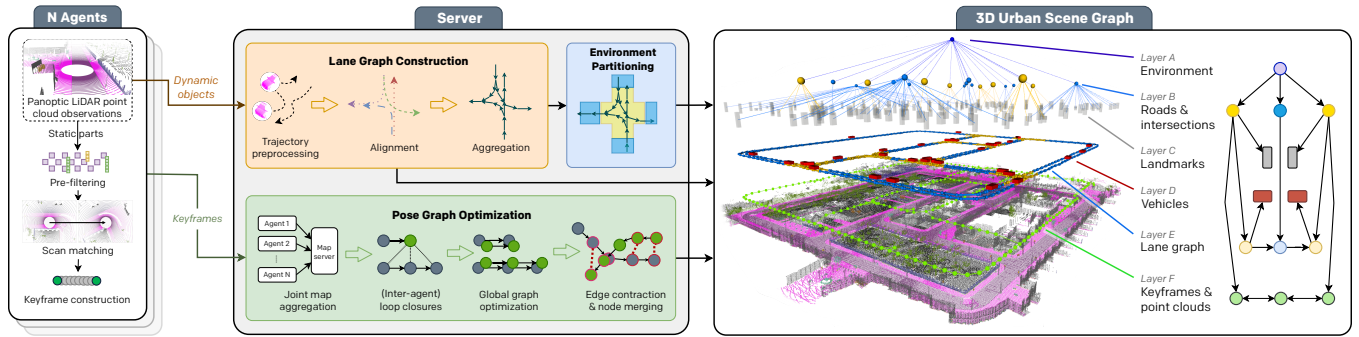 N Agents
Panoptic LiDAR point
cloud observations
Static parts
Pre-filtering
Scan matching
Keyframe construction
Dynamic
objects
Keyframes
Server
Lane Graph Construction
Trajectory
preprocessing
Alignment
Aggregation
Environment
Partitioning
Pose Graph Optimization
Agent 1
Agent 2
Agent N
Map
server
Joint map
aggregation
(Inter-agent)
loop closures
Global graph
optimization
Edge contraction
& node merging
3D Urban Scene Graph
Layer A
Environment
Layer B
Roads &
intersections
Layer C
Landmarks
Layer D
Vehicles
Layer E
Lane graph
Layer F
Keyframes &
point clouds